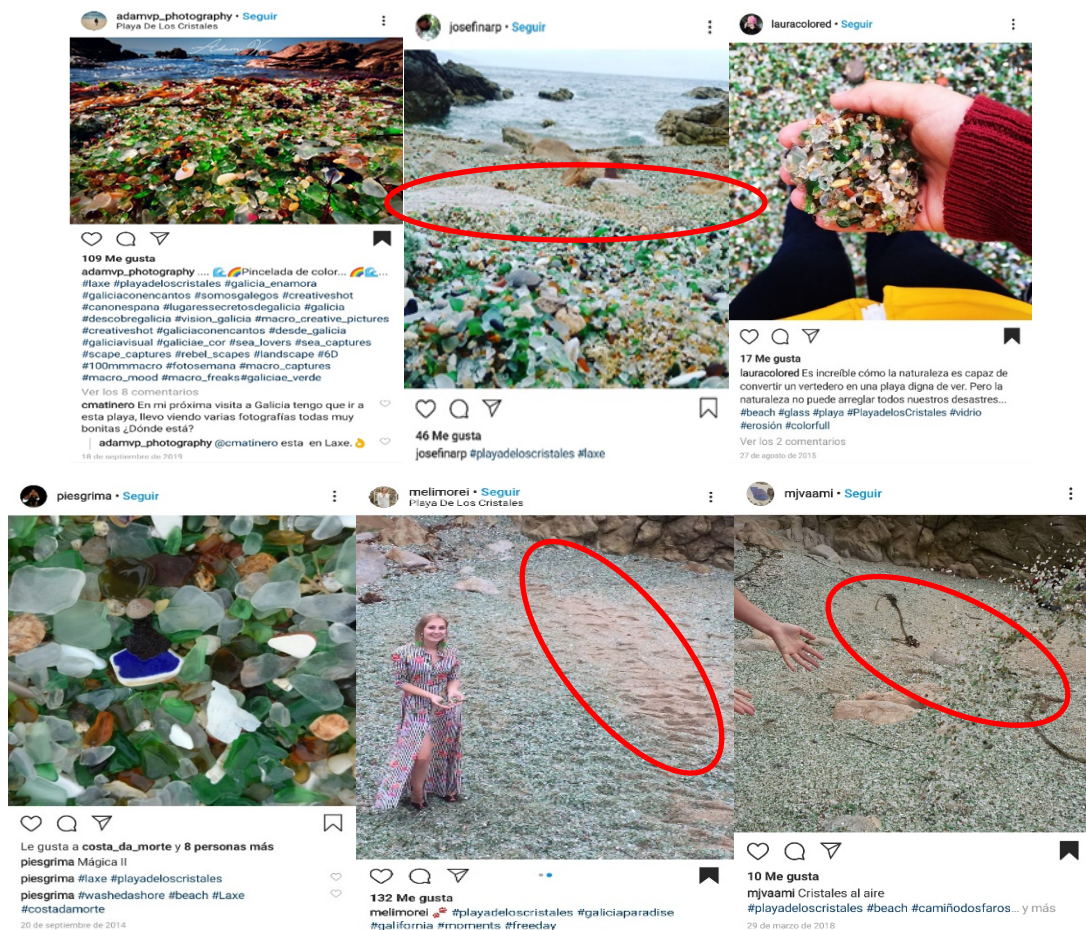 adamvp_photography • Seguir
Playa De Los Cristales
Adam V.
109 Me gusta
adamvp_photography .... 🌊🌈Pincelada de color... 🌈🌊...
#laxe #playadeloscristales #galicia_enamora
#galiciaconencantos #somosgalegos #creativeshot
#canonespana #lugaressecretosdegalicia #galicia
#descobregalicia #vision_galicia #macro_creative_pictures
#creativeshot #galiciaconencantos #desde_galicia
#galiciavisual #galiciae_cor #sea_lovers #sea_captures
#scape_captures #rebel_scapes #landscape #6D
#100mmmacro #fotosemana #macro_captures
#macro_mood #macro_freaks#galiciae_verde
Ver los 8 comentarios
cmatinero En mi próxima visita a Galicia tengo que ir a
esta playa, llevo viendo varias fotografías todas muy
bonitas ¿Dónde está?
adamvp_photography @cmatinero esta en Laxe.👌
18 de septiembre de 2019
josefinarp • Seguir
46 Me gusta
josefinarp #playadeloscristales #laxe
lauracolored • Seguir
17 Me gusta
lauracolored Es increíble cómo la naturaleza es capaz de
convertir un vertedero en una playa digna de ver. Pero la
naturaleza no puede arreglar todos nuestros desastres...
#beach #glass #playa #PlayadelosCristales #vidrio
#erosión #colorfull
Ver los 2 comentarios
27 de agosto de 2015
piesgrima • Seguir
Le gusta a costa_da_morte y 8 personas más
piesgrima Mágica II
piesgrima #laxe #playadeloscristales
piesgrima #washedashore #beach #Laxe
#costadamorte
20 de septiembre de 2014
melimorei • Seguir
Playa De Los Cristales
132 Me gusta
melimorei 🐾 #playadeloscristales #galiciaparadise
#galifornia #moments #freeday
mjvaami • Seguir
10 Me gusta
mjvaami Cristales al aire
#playadeloscristales #beach #camiñodosfaros... y más
29 de marzo de 2018